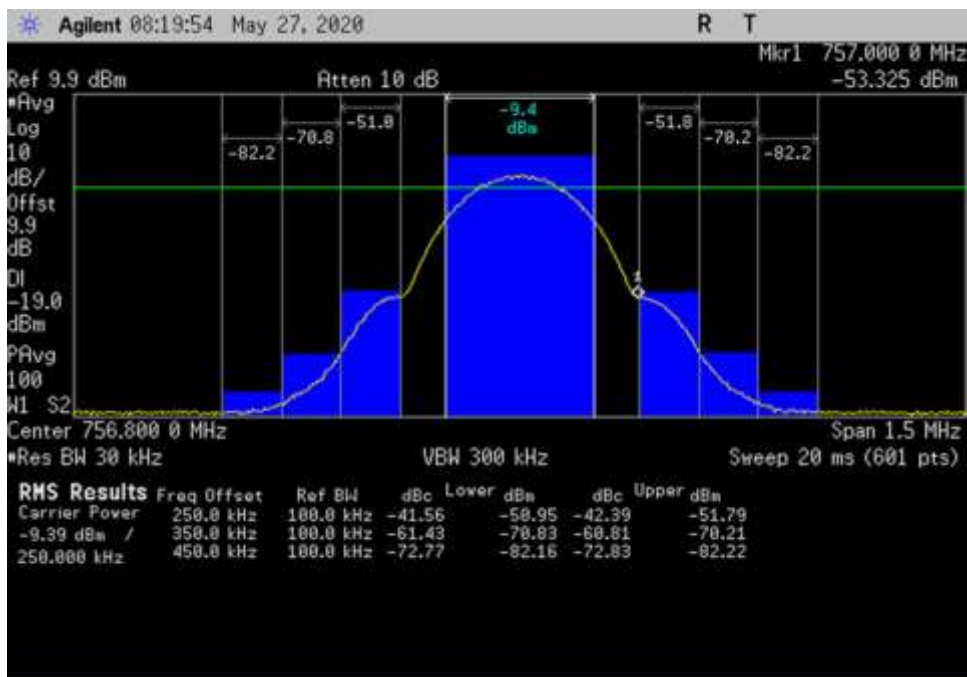 Agilent 08:19:54 May 27, 2020 R T
Mkr1 757.000 0 MHz
Ref 9.9 dBm Atten 10 dB -53.325 dBm
#Avg
Log
10
dB/
Offst
9.9
dB
DI
-19.0
dBm
PAvg
100
W1 S2
-82.2 -70.8 -51.0 -9.4 dBm -51.8 -70.2 -82.2
Center 756.800 0 MHz Span 1.5 MHz
#Res BW 30 kHz VBW 300 kHz Sweep 20 ms (601 pts)
RMS Results Freq Offset Ref BW dBc Lower dBm dBc Upper dBm
Carrier Power 250.0 kHz 100.0 kHz -41.56 -50.95 -42.39 -51.79
-9.39 dBm / 350.0 kHz 100.0 kHz -61.43 -70.83 -60.81 -70.21
250.000 kHz 450.0 kHz 100.0 kHz -72.77 -82.16 -72.83 -82.22